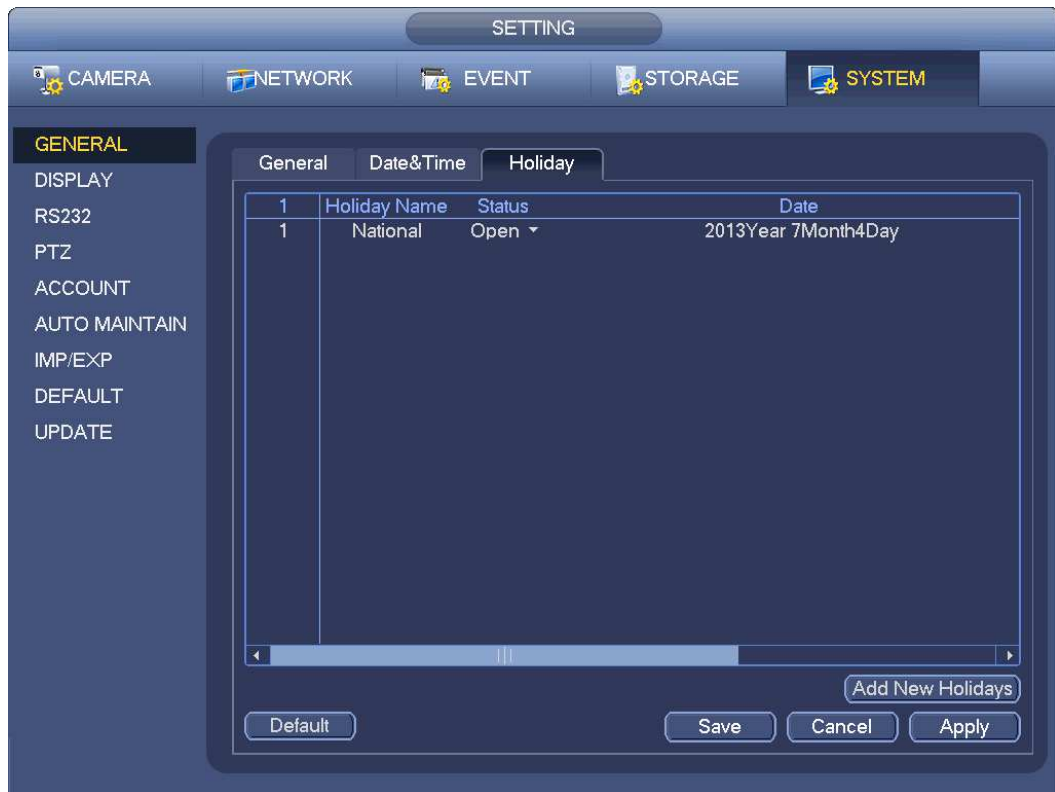 SETTING
CAMERA NETWORK EVENT STORAGE SYSTEM
GENERAL
DISPLAY
RS232
PTZ
ACCOUNT
AUTO MAINTAIN
IMP/EXP
DEFAULT
UPDATE
General Date&Time Holiday
1 Holiday Name Status Date
1 National Open 2013Year 7Month4Day
Add New Holidays
Default Save Cancel Apply